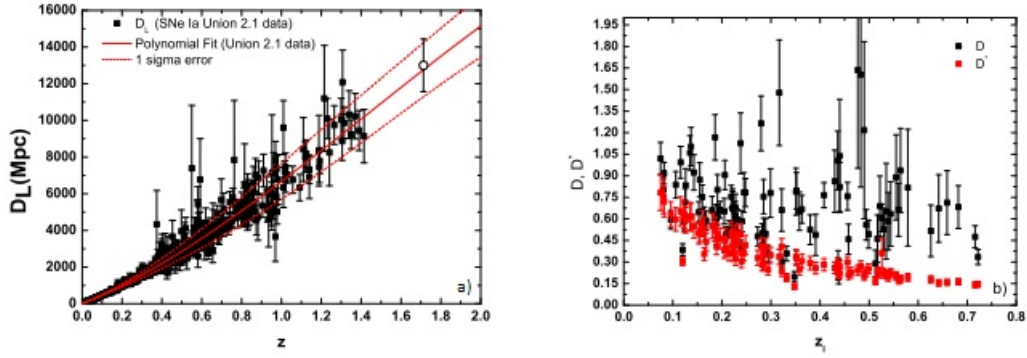 16000
14000
12000
10000
8000
6000
4000
2000
0
D_L(Mpc)
D_L (SNe Ia Union 2.1 data)
Polynomial Fit (Union 2.1 data)
1 sigma error
a)
0.0 0.2 0.4 0.6 0.8 1.0 1.2 1.4 1.6 1.8 2.0
z
1.95
1.80
1.65
1.50
1.35
1.20
1.05
0.90
0.75
0.60
0.45
0.30
0.15
0.00
D, D*
D
D*
b)
0.0 0.1 0.2 0.3 0.4 0.5 0.6 0.7 0.8
z_l